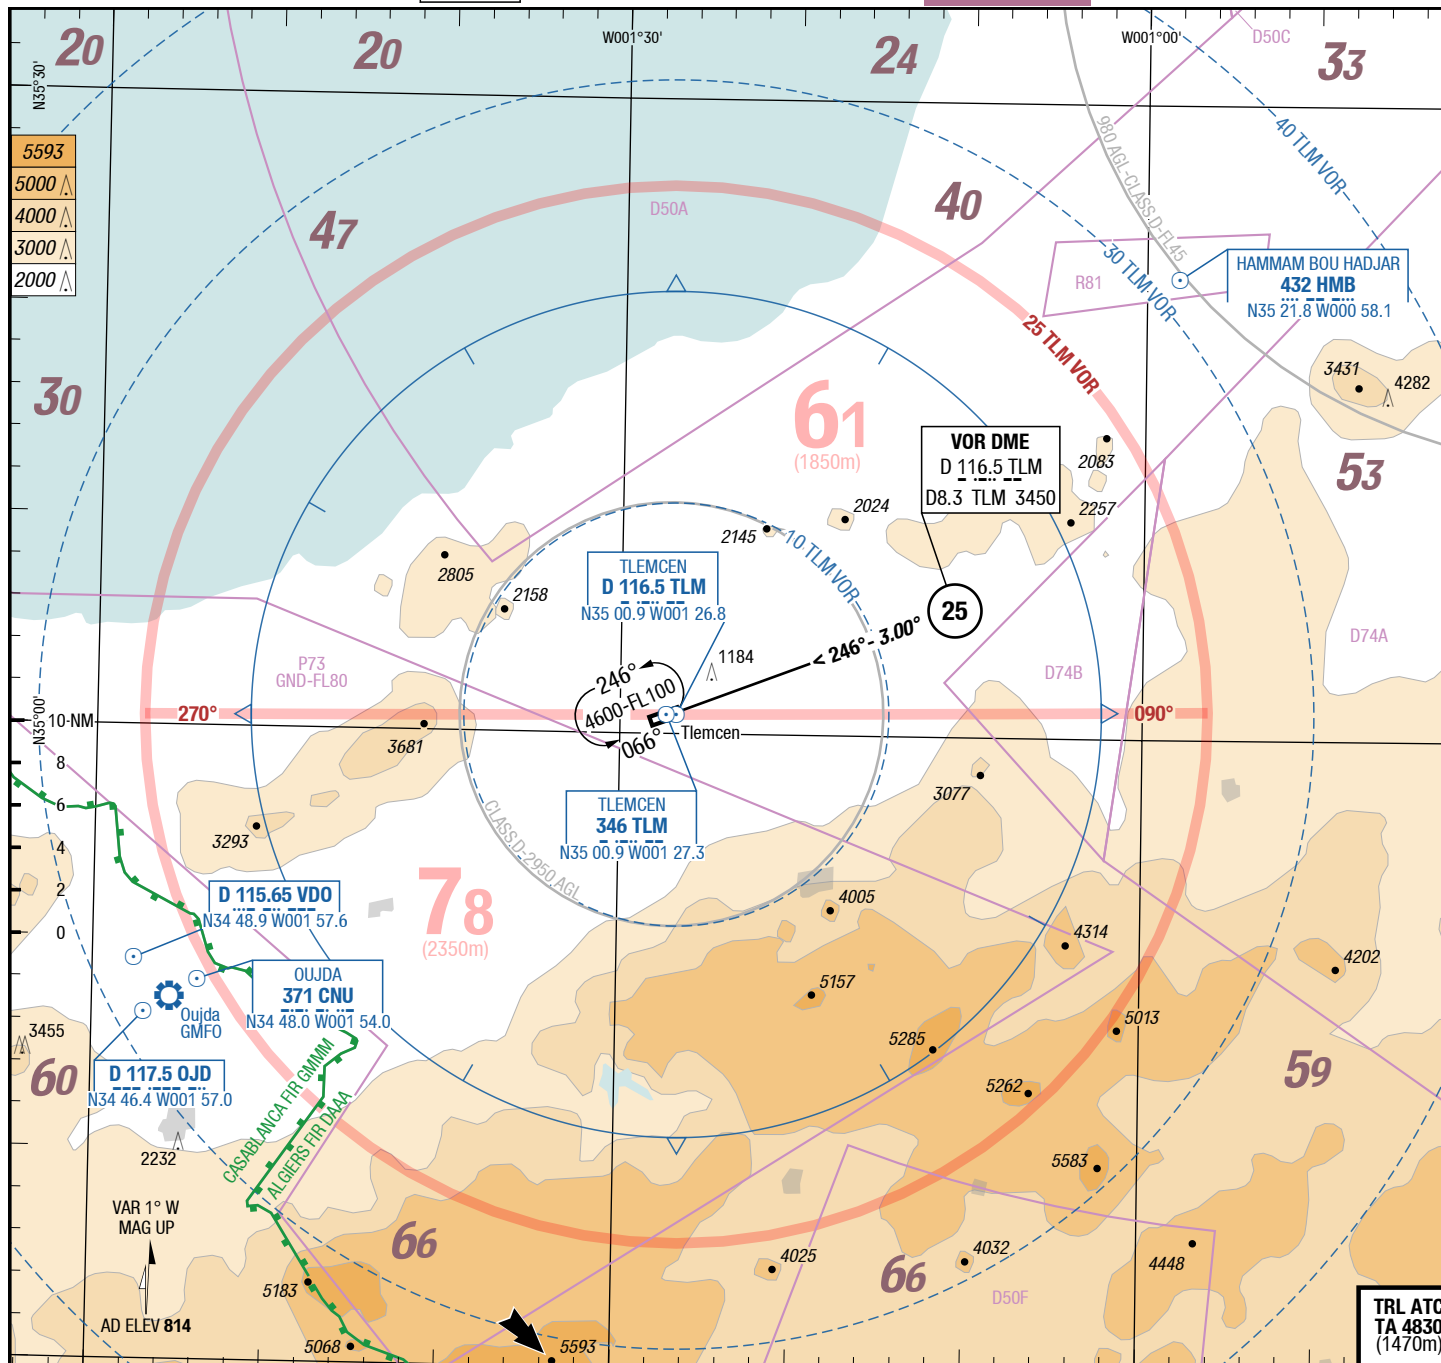 20
20
24
33
W001°30'
W001°00'
D50C
N35°30'
5593
5000
4000
3000
2000
47
40
D50A
980 AGL-CLASS.D-FL45
40 TLM VOR
30 TLM VOR
25 TLM VOR
R81
HAMMAM BOU HADJAR
432 HMB
N35 21.8 W000 58.1
30
61
(1850m)
3431
4282
53
VOR DME
D 116.5 TLM
D8.3 TLM 3450
2083
2257
2024
2145
10 TLM VOR
2805
2158
TLEMCEN
D 116.5 TLM
N35 00.9 W001 26.8
25
< 246°- 3.00°
1184
P73
GND-FL80
D74B
D74A
246°
4600-FL100
066°
Tlemcen
270°
090°
N35°00'
10-NM
8
6
4
2
0
3681
3293
3077
TLEMCEN
346 TLM
N35 00.9 W001 27.3
CLASS.D-2950 AGL
78
(2350m)
D 115.65 VDO
N34 48.9 W001 57.6
OUJDA
371 CNU
N34 48.0 W001 54.0
Oujda
GMFO
D 117.5 OJD
N34 46.4 W001 57.0
3455
60
2232
4005
4314
4202
5157
5285
5013
5262
59
5583
CASABLANCA FIR GMMM
ALGIERS FIR DAAA
VAR 1° W
MAG UP
AD ELEV 814
66
66
4025
4032
4448
D50F
5183
5068
5593
TRL ATC
TA 4830
(1470m)